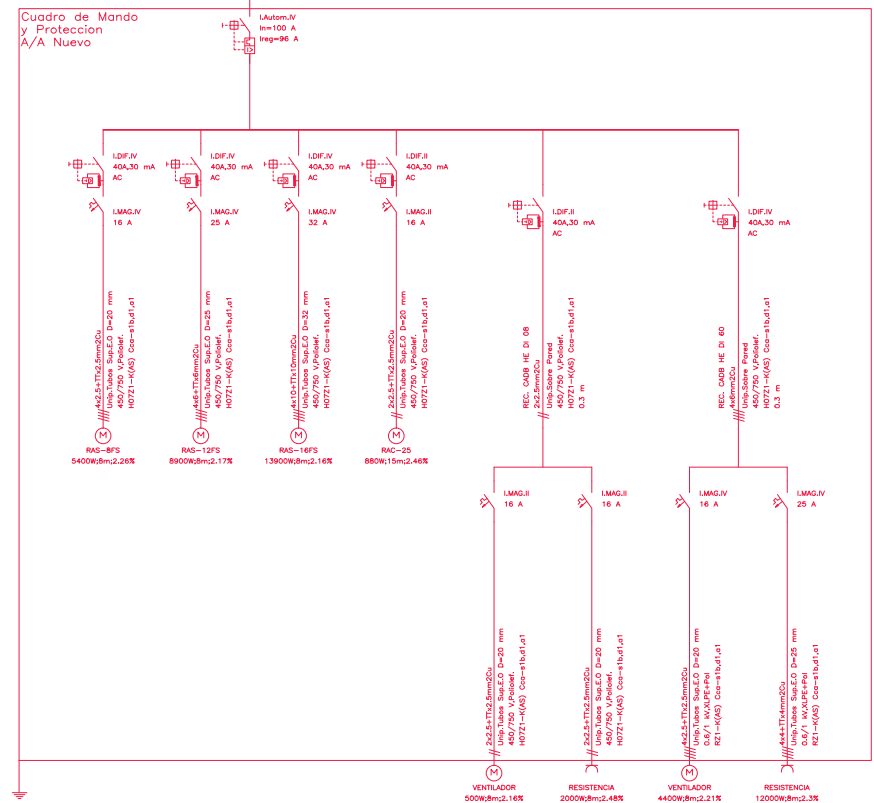 Cuadro de Mando
y Proteccion
A/A Nuevo
I.Autom.IV
In=100 A
Ireg=96 A
I.DIF.IV
40A,30 mA
AC
I.MAG.IV
16 A
4x2.5+TTx2.5mm2Cu
Unip.Tubos Sup.E.O D=20 mm
450/750 V,Poliolef.
H07Z1-K(AS) Cca-s1b,d1,a1
M
RAS-8FS
5400W;8m;2.26%
I.DIF.IV
40A,30 mA
AC
I.MAG.IV
25 A
4x6+TTx6mm2Cu
Unip.Tubos Sup.E.O D=25 mm
450/750 V,Poliolef.
H07Z1-K(AS) Cca-s1b,d1,a1
M
RAS-12FS
8900W;8m;2.17%
I.DIF.IV
40A,30 mA
AC
I.MAG.IV
32 A
4x10+TTx10mm2Cu
Unip.Tubos Sup.E.O D=32 mm
450/750 V,Poliolef.
H07Z1-K(AS) Cca-s1b,d1,a1
M
RAS-16FS
13900W;8m;2.16%
I.DIF.II
40A,30 mA
AC
I.MAG.II
16 A
2x2.5+TTx2.5mm2Cu
Unip.Tubos Sup.E.O D=20 mm
450/750 V,Poliolef.
H07Z1-K(AS) Cca-s1b,d1,a1
M
RAC-25
880W;15m;2.46%
I.DIF.II
40A,30 mA
AC
REC. CADB HE DI 08
2x2.5mm2Cu
Unip.Sobre Pared
450/750 V,Poliolef.
H07Z1-K(AS) Cca-s1b,d1,a1
0.3 m
I.DIF.IV
40A,30 mA
AC
REC. CADB HE DI 60
4x6mm2Cu
Unip.Sobre Pared
450/750 V,Poliolef.
H07Z1-K(AS) Cca-s1b,d1,a1
0.3 m
I.MAG.II
16 A
2x2.5+TTx2.5mm2Cu
Unip.Tubos Sup.E.O D=20 mm
450/750 V,Poliolef.
H07Z1-K(AS) Cca-s1b,d1,a1
M
VENTILADOR
500W;8m;2.16%
I.MAG.II
16 A
2x2.5+TTx2.5mm2Cu
Unip.Tubos Sup.E.O D=20 mm
450/750 V,Poliolef.
H07Z1-K(AS) Cca-s1b,d1,a1
RESISTENCIA
2000W;8m;2.48%
I.MAG.IV
16 A
4x2.5+TTx2.5mm2Cu
Unip.Tubos Sup.E.O D=20 mm
0.6/1 kV,XLPE+Pol
RZ1-K(AS) Cca-s1b,d1,a1
M
VENTILADOR
4400W;8m;2.21%
I.MAG.IV
25 A
4x4+TTx4mm2Cu
Unip.Tubos Sup.E.O D=25 mm
0.6/1 kV,XLPE+Pol
RZ1-K(AS) Cca-s1b,d1,a1
RESISTENCIA
12000W;8m;2.3%